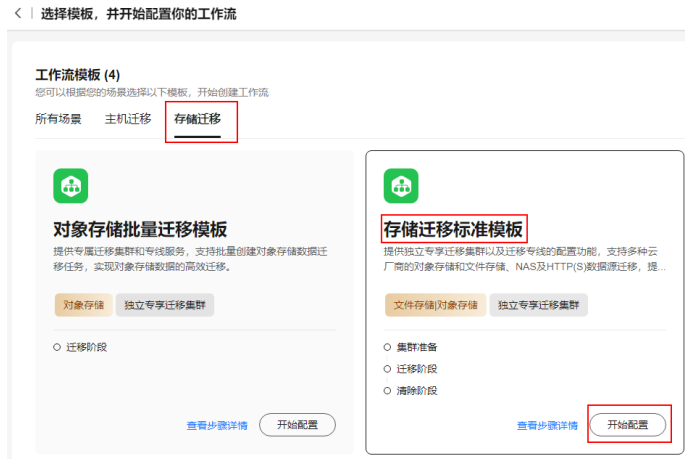 选择模板，并开始配置你的工作流
工作流模板 (4)
您可以根据您的场景选择以下模板，开始创建工作流
所有场景 主机迁移 存储迁移
对象存储批量迁移模板
提供专属迁移集群和专线服务，支持批量创建对象存储数据迁
移任务，实现对象存储数据的高效迁移。
对象存储 独立专享迁移集群
迁移阶段
查看步骤详情 开始配置
存储迁移标准模板
提供独立专享迁移集群以及迁移专线的配置功能，支持多种云
厂商的对象存储和文件存储、NAS及HTTP(S)数据源迁移，提...
文件存储|对象存储 独立专享迁移集群
集群准备
迁移阶段
清除阶段
查看步骤详情 开始配置